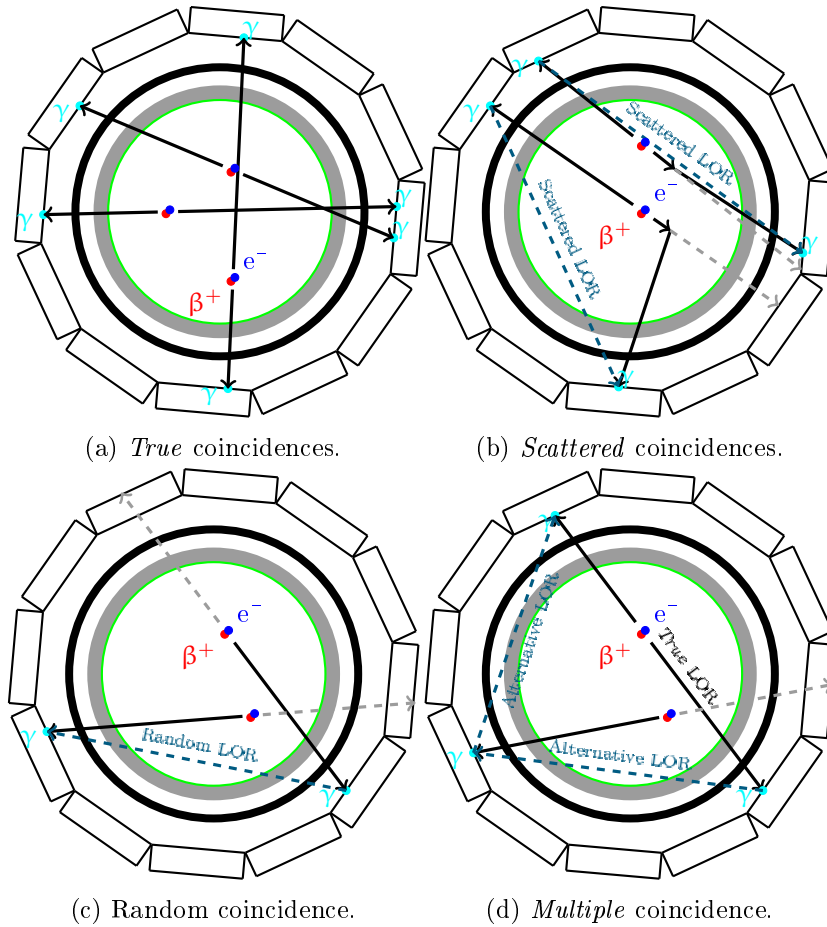 γ
γ
γ
γ
γ
e⁻
β⁺
γ
(a) True coincidences.
γ
γ
Scattered LOR
Scattered LOR
e⁻
β⁺
γ
γ
(b) Scattered coincidences.
e⁻
β⁺
γ
Random LOR
γ
(c) Random coincidence.
γ
Alternative LOR
e⁻
β⁺
True LOR
γ
Alternative LOR
γ
(d) Multiple coincidence.